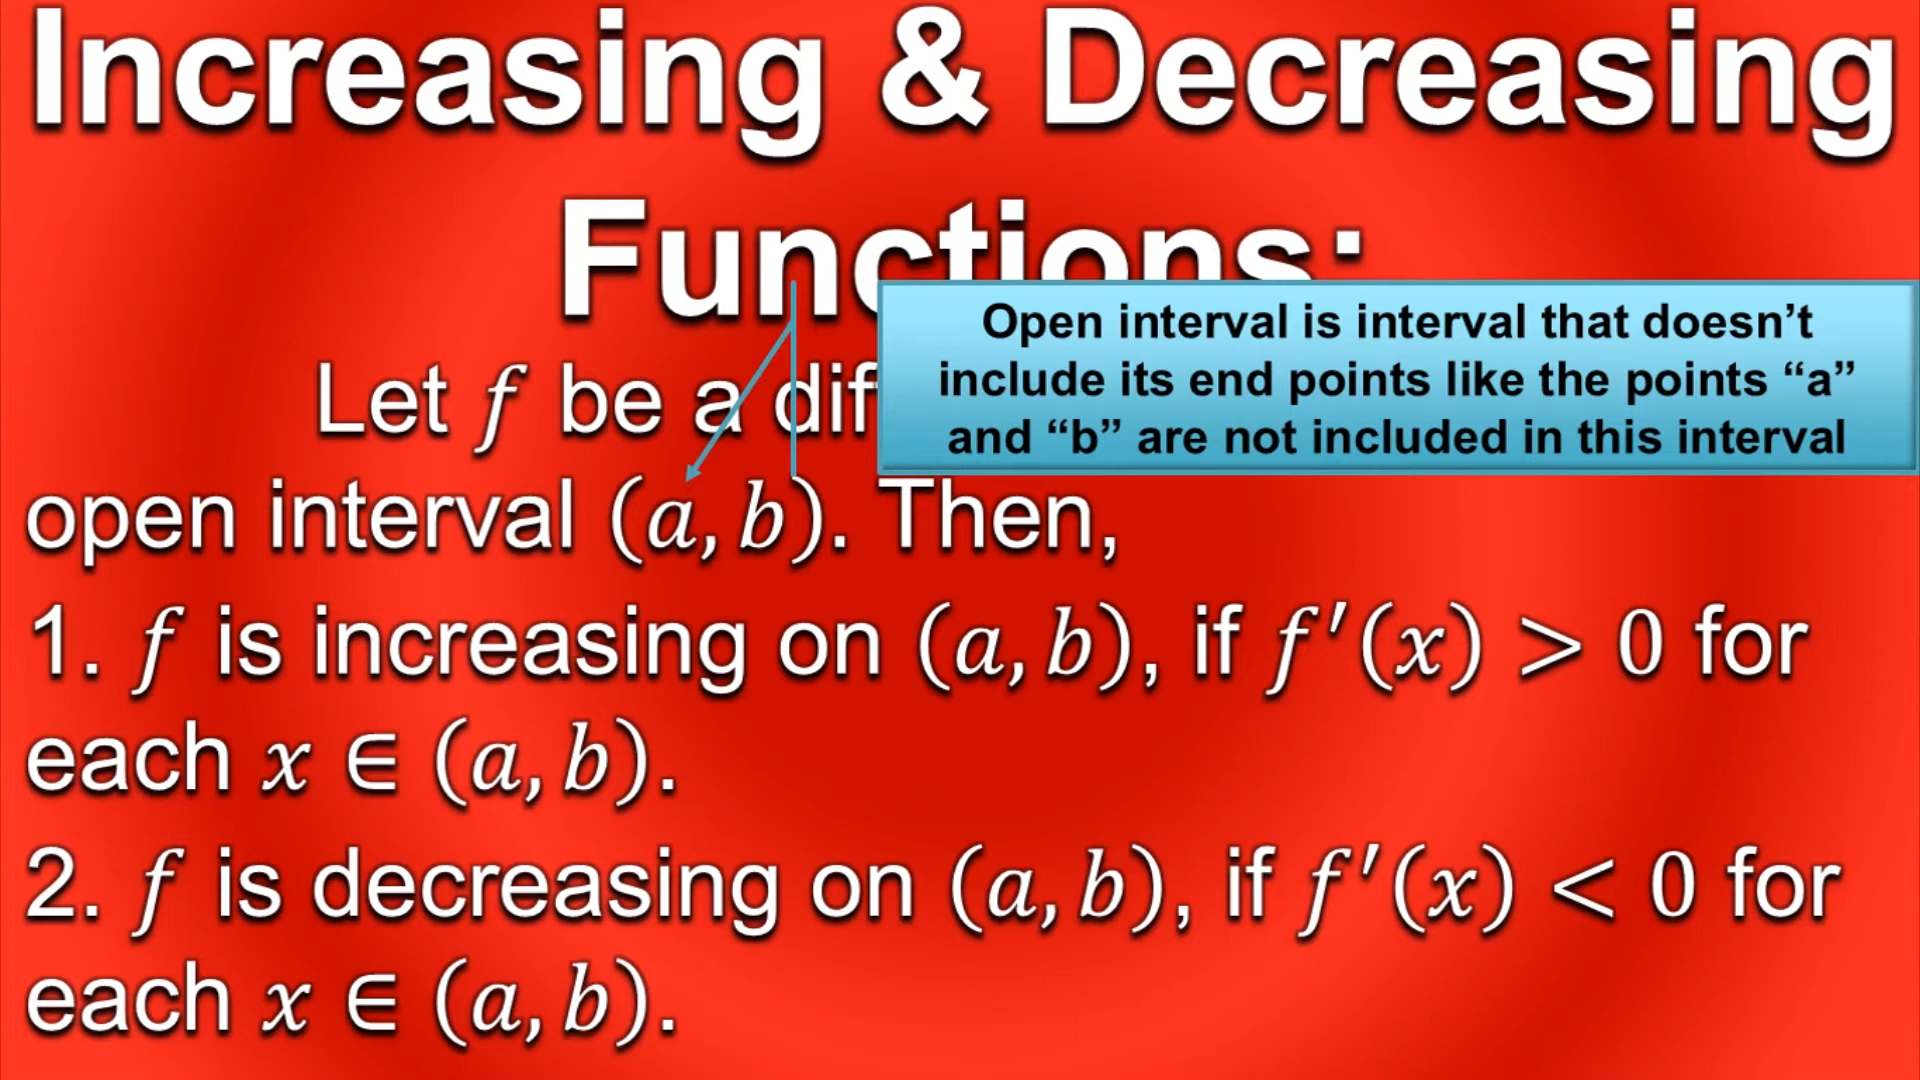 Increasing & Decreasing
Functions:
Let f be a
open interval (a, b). Then,
Open interval is interval that doesn’t
include its end points like the points “a”
and “b” are not included in this interval
1. f is increasing on (a, b), if f′(x) > 0 for
each x ∈ (a, b).
2. f is decreasing on (a, b), if f′(x) < 0 for
each x ∈ (a, b).